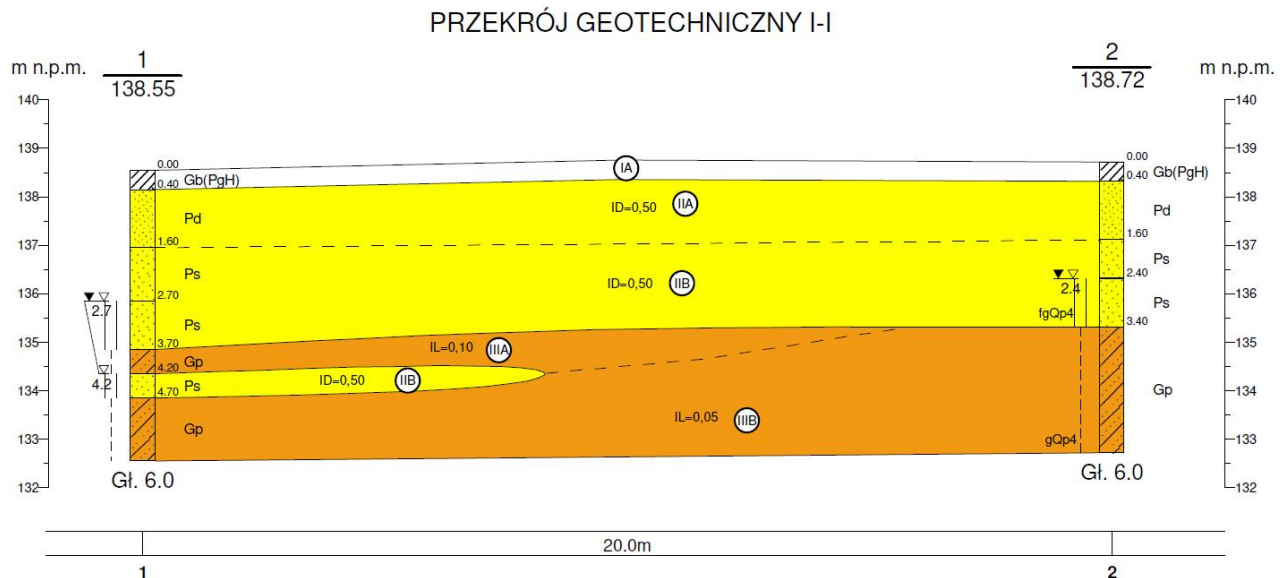 PRZEKRÓJ GEOTECHNICZNY I-I
m n.p.m. 1 2 m n.p.m.
138.55 138.72
140 140
139 139
0.00 IA 0.00
0.40 Gb(PgH) 0.40 Gb(PgH)
138 ID=0,50 IIA 138
Pd Pd
1.60 1.60
137 137
Ps ID=0,50 IIB 2.40 Ps
2.7 2.70 2.4
136 136
fgQp4 Ps
Ps 3.40
3.70 IL=0,10 IIIA
135 135
Gp
4.2 4.20 ID=0,50 IIB
Ps
134 4.70 134
Gp IL=0,05 IIIB Gp
133 gQp4 133
132 Gł. 6.0 Gł. 6.0 132
20.0m
1 2